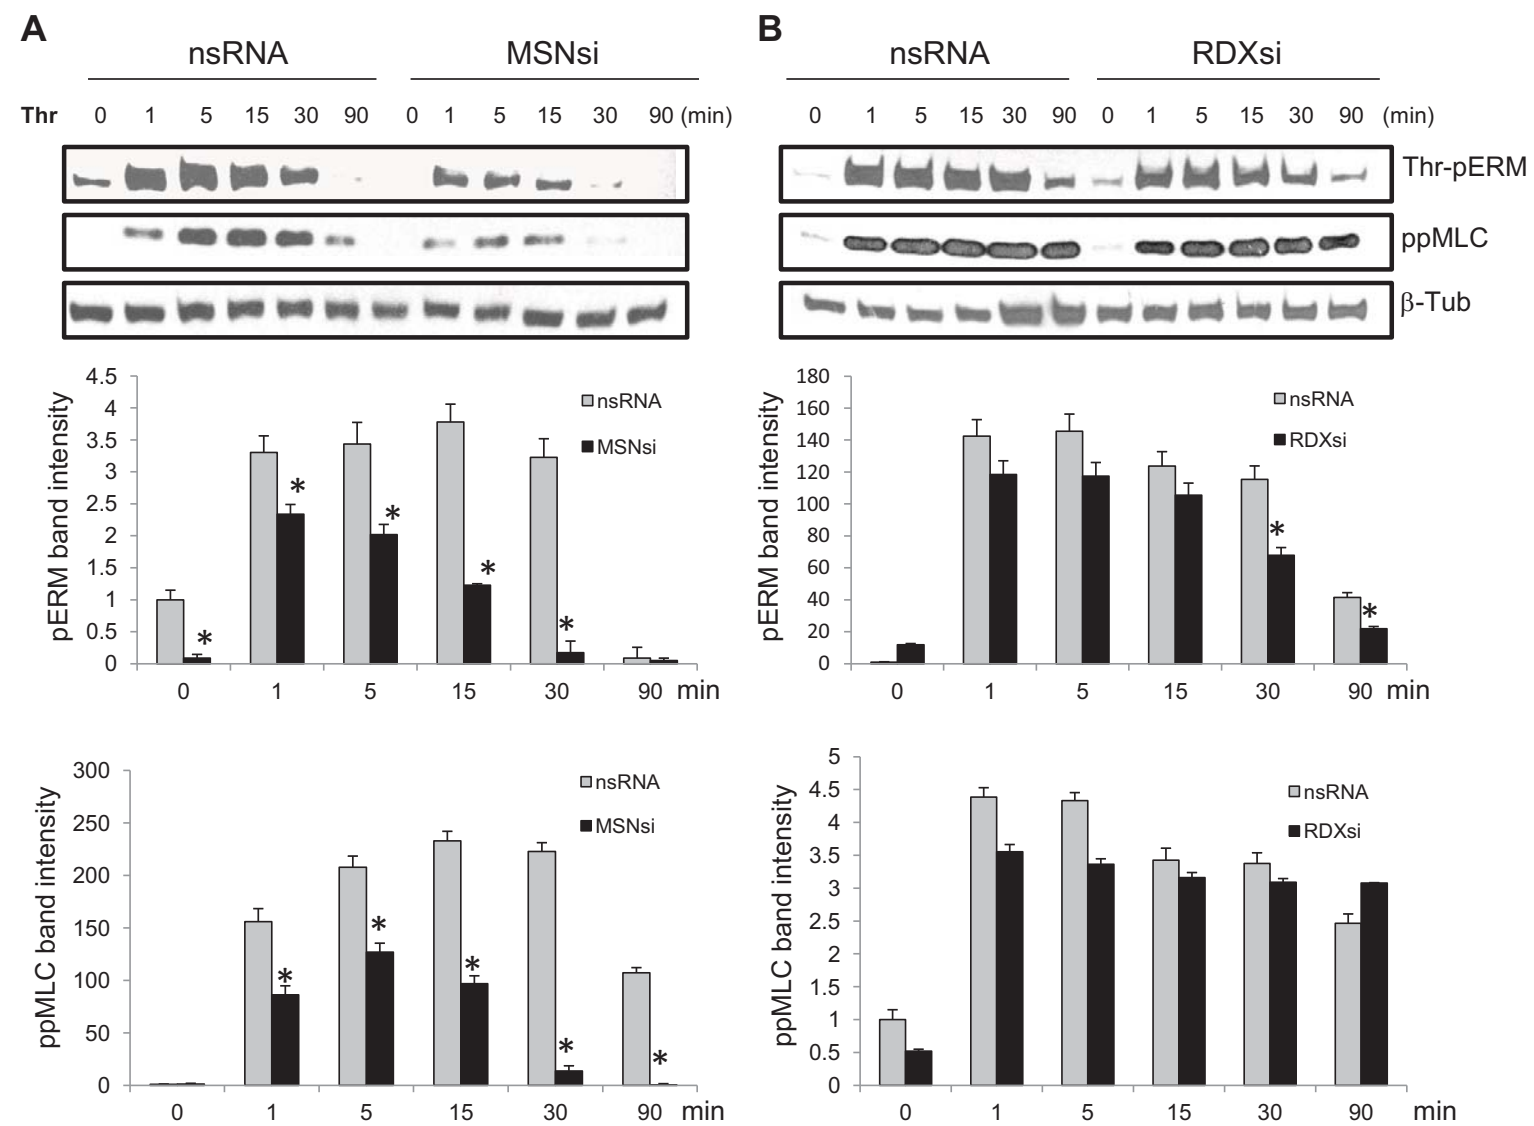 A
nsRNA MSNsi
Thr 0 1 5 15 30 90 0 1 5 15 30 90 (min)
B
nsRNA RDXsi
0 1 5 15 30 90 0 1 5 15 30 90 (min)
Thr-pERM
ppMLC
β-Tub
pERM band intensity
4.5
4
3.5
3
2.5
2
1.5
1
0.5
0
nsRNA
MSNsi
* * * * *
0 1 5 15 30 90 min
pERM band intensity
180
160
140
120
100
80
60
40
20
0
nsRNA
RDXsi
* *
0 1 5 15 30 90 min
ppMLC band intensity
300
250
200
150
100
50
0
nsRNA
MSNsi
* * * * *
0 1 5 15 30 90 min
ppMLC band intensity
5
4.5
4
3.5
3
2.5
2
1.5
1
0.5
0
nsRNA
RDXsi
0 1 5 15 30 90 min